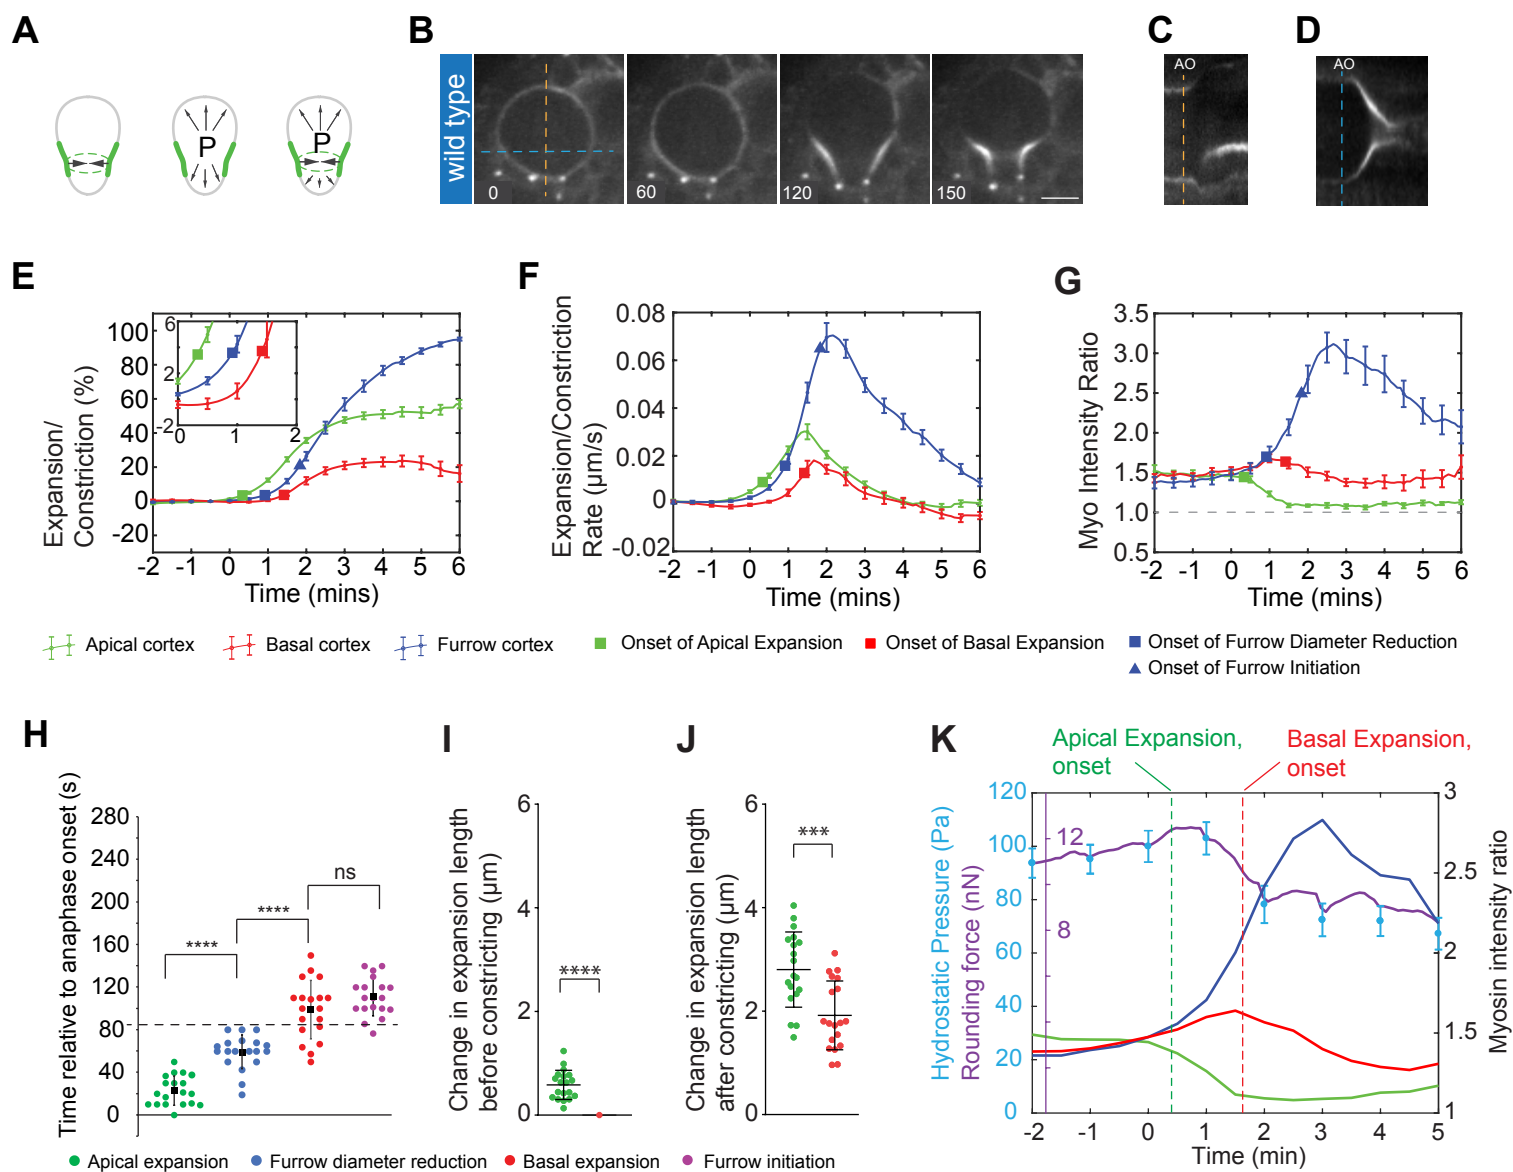 A
B
C
D
P
P
wild type
0
60
120
150
AO
AO
E
Expansion/
Constriction (%)
100
80
60
40
20
0
-20
6
2
-2
0 1 2
-2 -1 0 1 2 3 4 5 6
Time (mins)
F
Expansion/Constriction
Rate (µm/s)
0.08
0.06
0.04
0.02
0
-0.02
-2 -1 0 1 2 3 4 5 6
Time (mins)
G
Myo Intensity Ratio
3.5
3.0
2.5
2.0
1.5
1.0
0.5
-2 -1 0 1 2 3 4 5 6
Time (mins)
Apical cortex
Basal cortex
Furrow cortex
Onset of Apical Expansion
Onset of Basal Expansion
Onset of Furrow Diameter Reduction
Onset of Furrow Initiation
H
Time relative to anaphase onset (s)
280
240
200
160
120
80
40
0
****
****
ns
I
Change in expansion length
before constricting (µm)
6
4
2
0
****
J
Change in expansion length
after constricting (µm)
6
4
2
0
***
Apical expansion
Furrow diameter reduction
Basal expansion
Furrow initiation
K
Apical Expansion,
onset
Basal Expansion,
onset
Hydrostatic Pressure (Pa)
Rounding force (nN)
120
100
80
60
40
20
0
12
8
3
2.5
2
1.5
1
Myosin intensity ratio
-2 -1 0 1 2 3 4 5
Time (min)